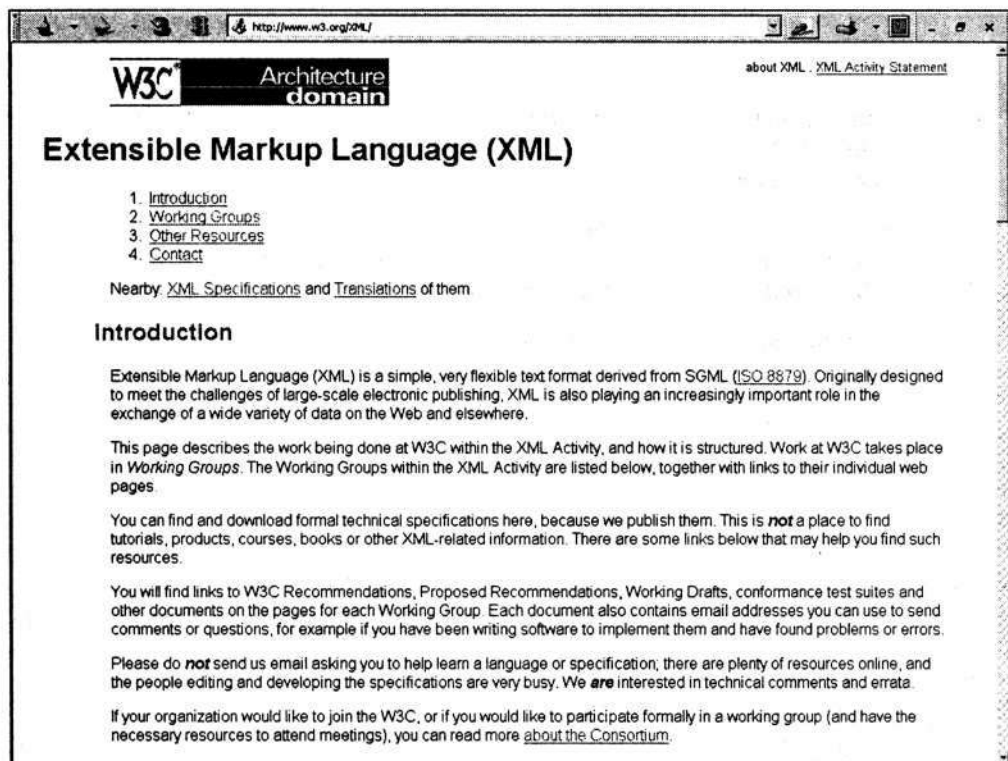 http://www.w3.org/XML/
W3C® Architecture
domain
about XML . XML Activity Statement
Extensible Markup Language (XML)
1. Introduction
2. Working Groups
3. Other Resources
4. Contact
Nearby: XML Specifications and Translations of them
Introduction
Extensible Markup Language (XML) is a simple, very flexible text format derived from SGML (ISO 8879). Originally designed
to meet the challenges of large-scale electronic publishing, XML is also playing an increasingly important role in the
exchange of a wide variety of data on the Web and elsewhere.
This page describes the work being done at W3C within the XML Activity, and how it is structured. Work at W3C takes place
in Working Groups. The Working Groups within the XML Activity are listed below, together with links to their individual web
pages.
You can find and download formal technical specifications here, because we publish them. This is not a place to find
tutorials, products, courses, books or other XML-related information. There are some links below that may help you find such
resources.
You will find links to W3C Recommendations, Proposed Recommendations, Working Drafts, conformance test suites and
other documents on the pages for each Working Group. Each document also contains email addresses you can use to send
comments or questions, for example if you have been writing software to implement them and have found problems or errors.
Please do not send us email asking you to help learn a language or specification; there are plenty of resources online, and
the people editing and developing the specifications are very busy. We are interested in technical comments and errata.
If your organization would like to join the W3C, or if you would like to participate formally in a working group (and have the
necessary resources to attend meetings), you can read more about the Consortium.